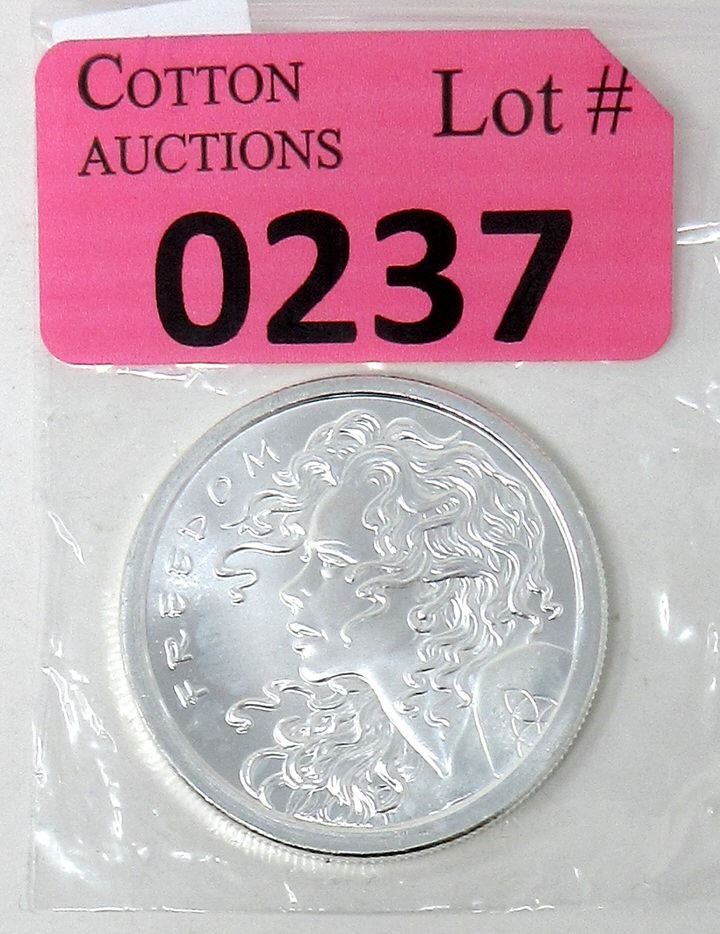 COTTON
AUCTIONS
Lot #
0237
FREEDOM